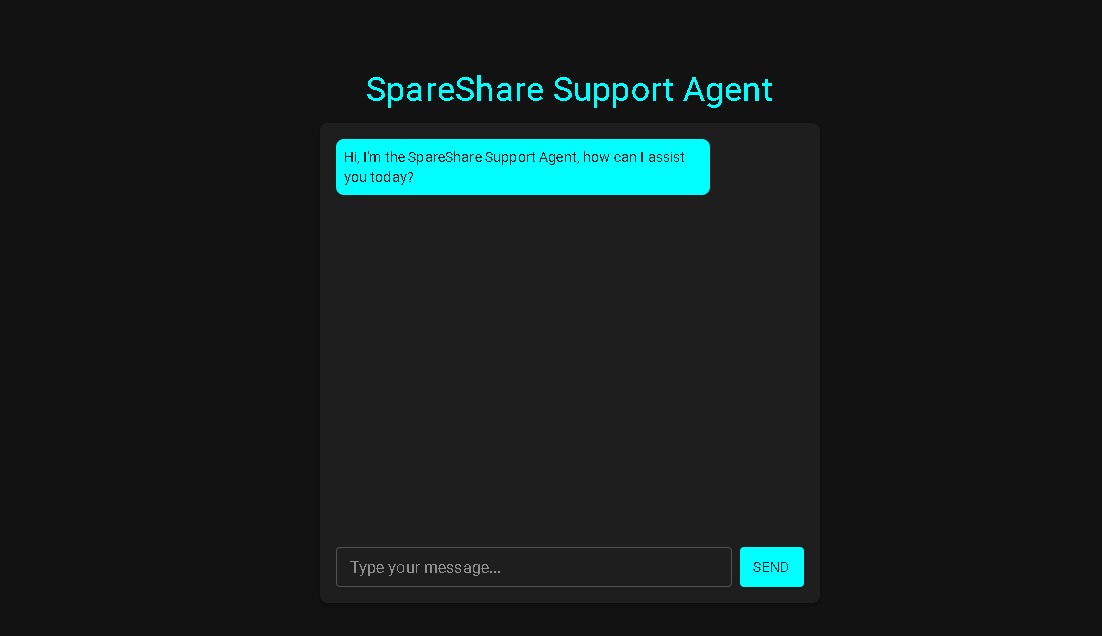 SpareShare Support Agent
Hi, I'm the SpareShare Support Agent, how can I assist
you today?
Type your message...
SEND